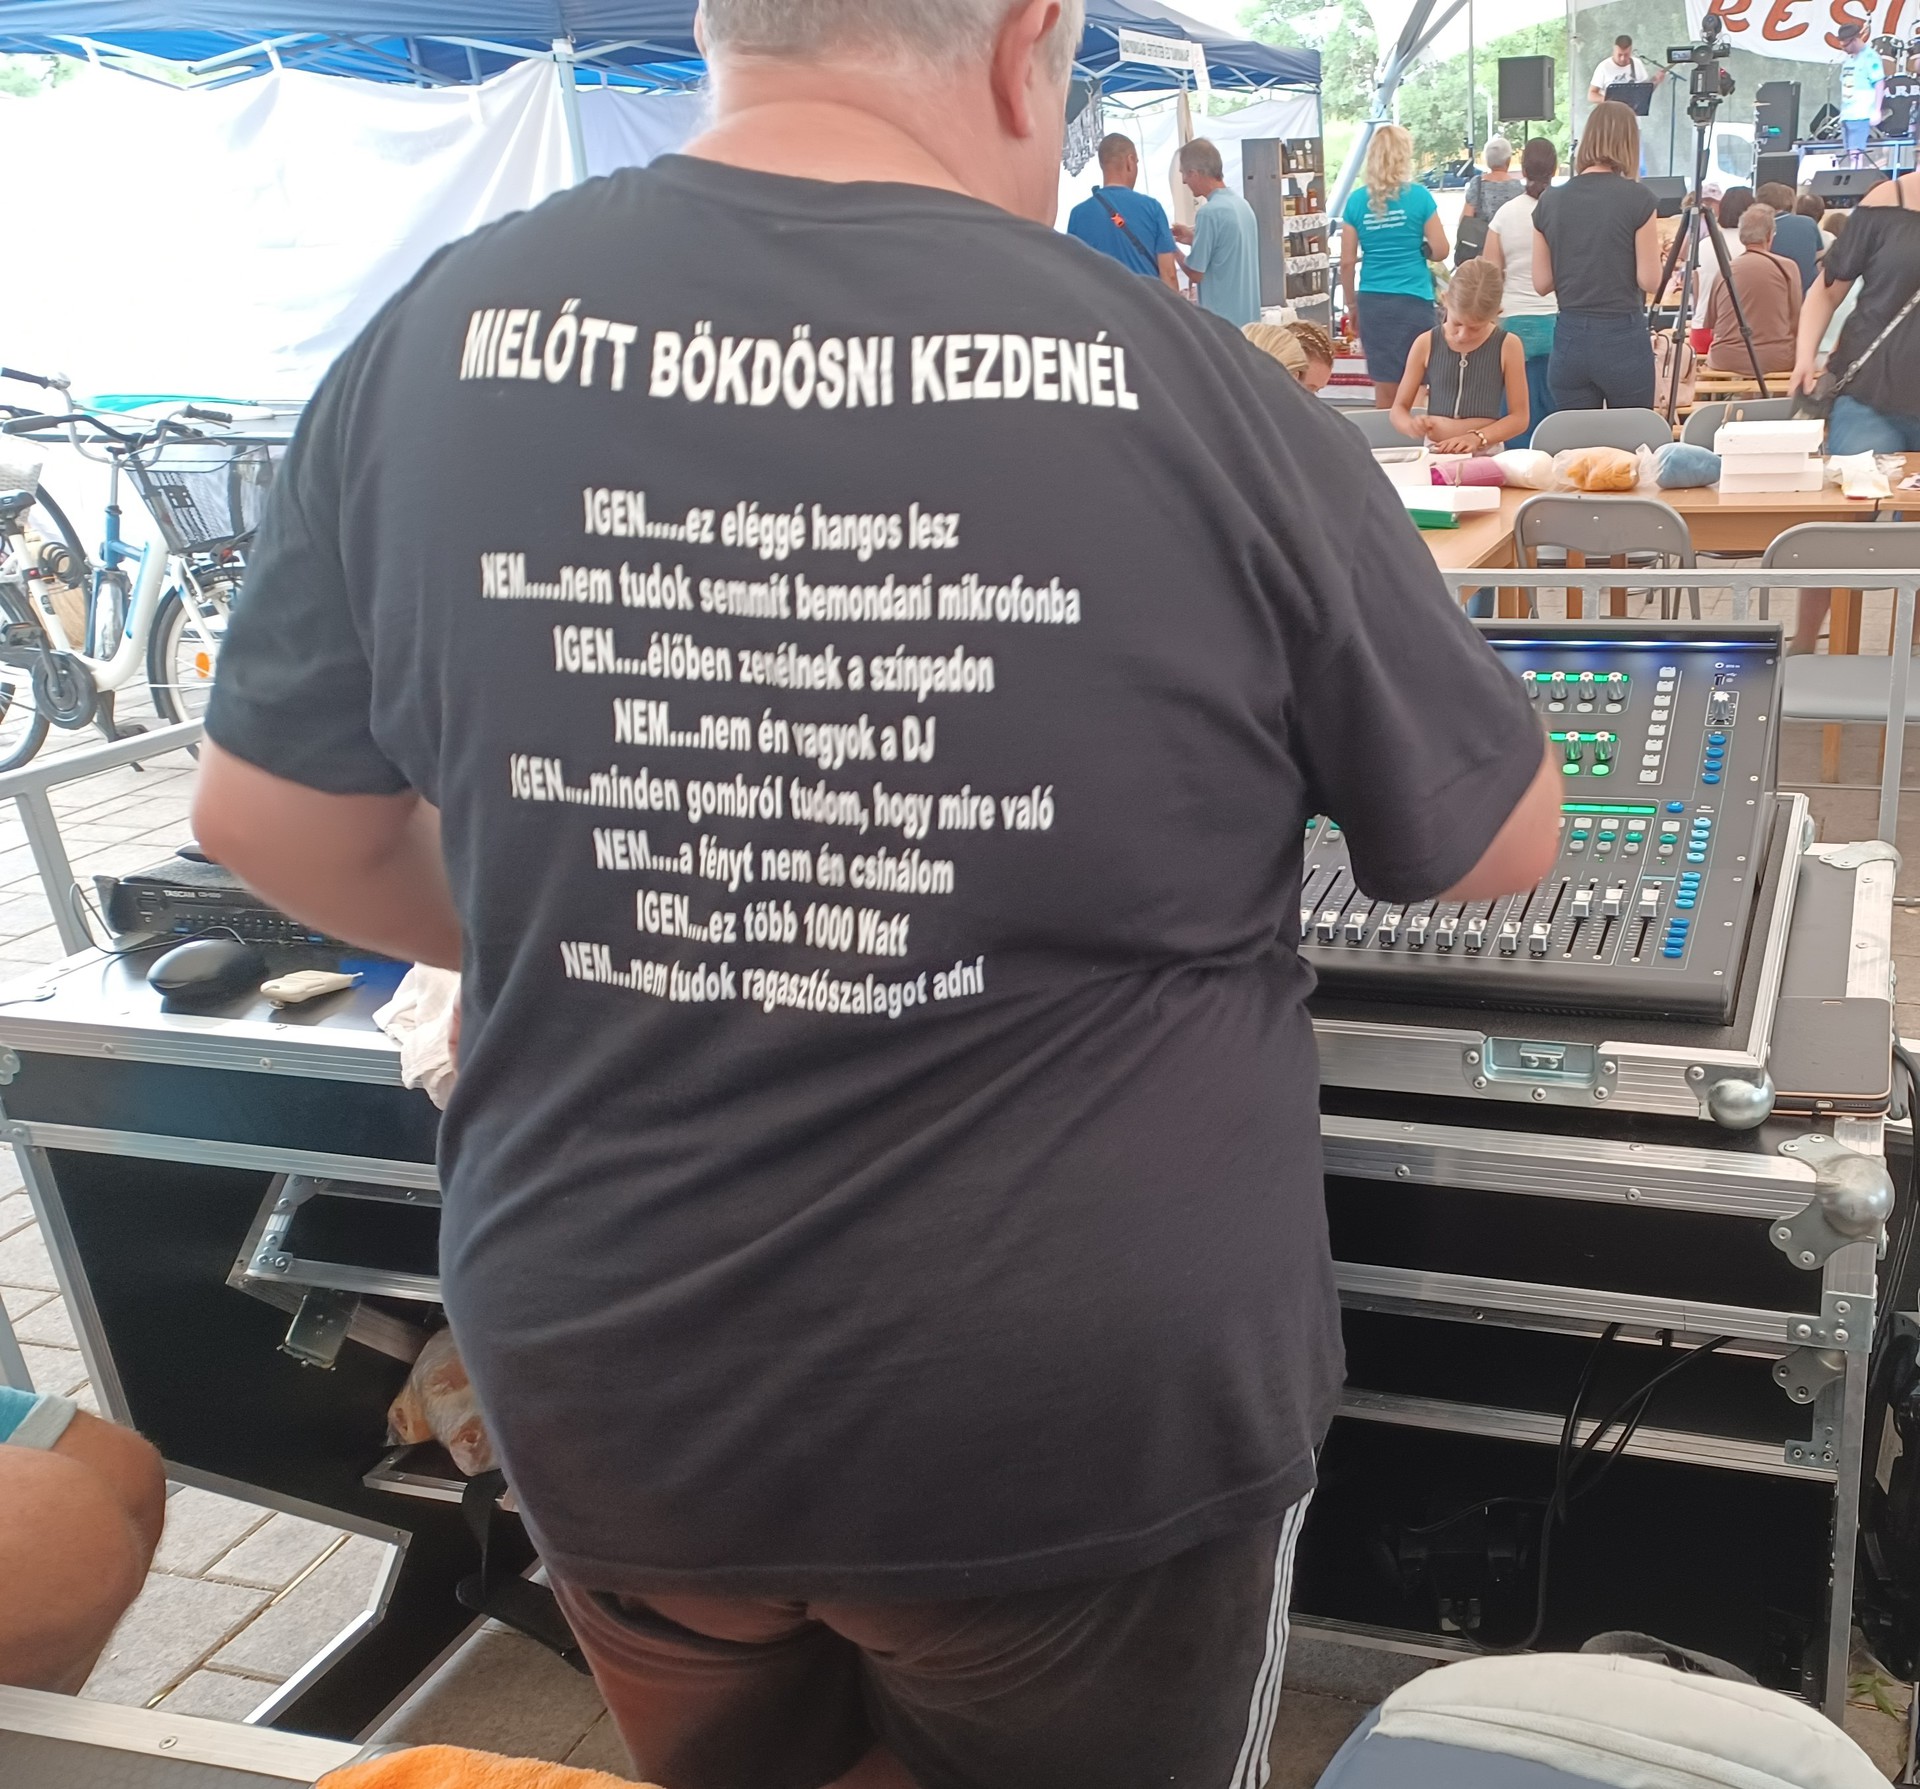 MIELŐTT BÖKDÖSNI KEZDENÉL
IGEN.....ez eléggé hangos lesz
NEM.....nem tudok semmit bemondani mikrofonba
IGEN....élőben zenélnek a színpadon
NEM....nem én vagyok a DJ
IGEN....minden gombról tudom, hogy mire való
NEM....a fényt nem én csinálom
IGEN....ez több 1000 Watt
NEM...nem tudok ragasztószalagot adni
TASCAM